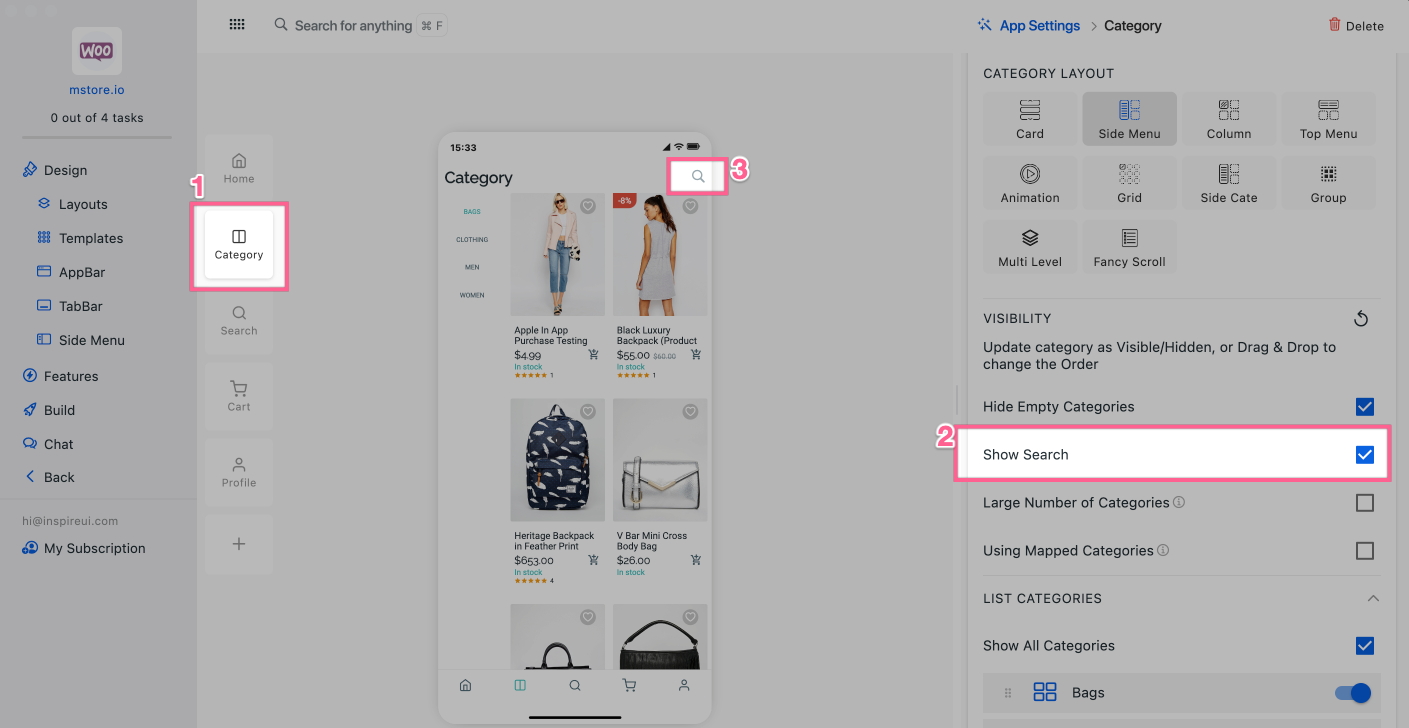 WOO
mstore.io
0 out of 4 tasks
Design
Layouts
Templates
AppBar
TabBar
Side Menu
Features
Build
Chat
Back
hi@inspireui.com
My Subscription
Search for anything ⌘ F
1
Home
Category
Search
Cart
Profile
+
15:33
Category
3
BAGS
CLOTHING
MEN
WOMEN
Apple In App
Purchase Testing
$4.99
In stock
★★★★★ 1
-8%
Black Luxury
Backpack (Product
$55.00 $60.00
In stock
★★★★★ 1
Heritage Backpack
in Feather Print
$653.00
In stock
★★★★★ 4
V Bar Mini Cross
Body Bag
$26.00
In stock
App Settings > Category
Delete
CATEGORY LAYOUT
Card
Side Menu
Column
Top Menu
Animation
Grid
Side Cate
Group
Multi Level
Fancy Scroll
VISIBILITY
Update category as Visible/Hidden, or Drag & Drop to
change the Order
Hide Empty Categories
2
Show Search
Large Number of Categories
Using Mapped Categories
LIST CATEGORIES
Show All Categories
Bags